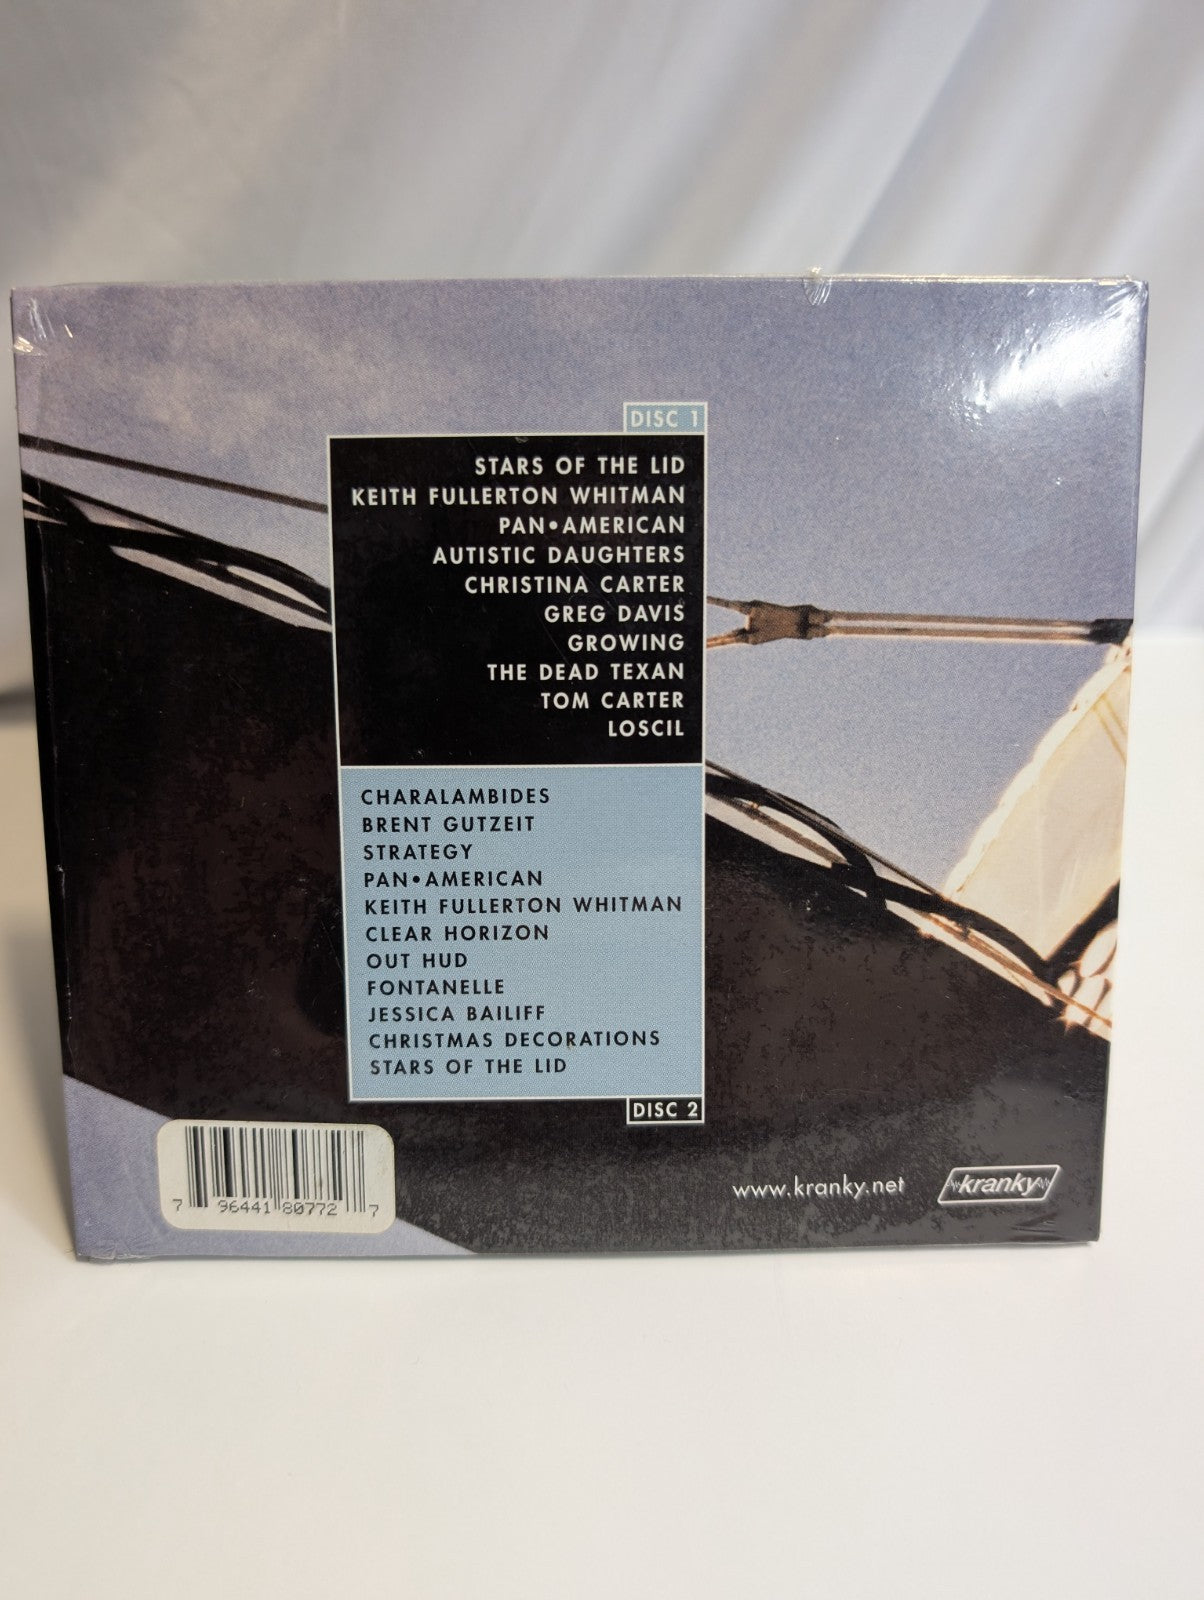 DISC 1
STARS OF THE LID
KEITH FULLERTON WHITMAN
PAN•AMERICAN
AUTISTIC DAUGHTERS
CHRISTINA CARTER
GREG DAVIS
GROWING
THE DEAD TEXAN
TOM CARTER
LOSCIL
CHARALAMBIDES
BRENT GUTZEIT
STRATEGY
PAN•AMERICAN
KEITH FULLERTON WHITMAN
CLEAR HORIZON
OUT HUD
FONTANELLE
JESSICA BAILIFF
CHRISTMAS DECORATIONS
STARS OF THE LID
DISC 2
7 96441 80772 7
www.kranky.net
kranky